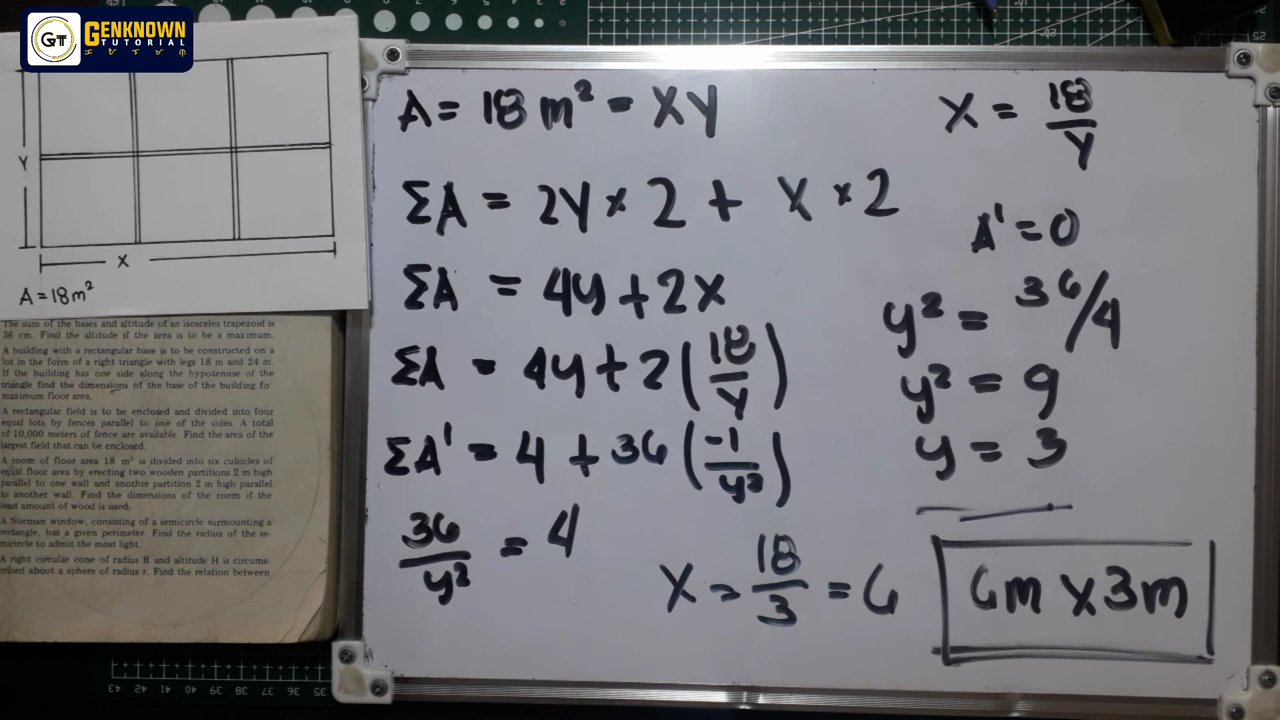 GT GENKNOWN
TUTORIAL
Y
X
A = 18m²
The sum of the bases and altitude of an isosceles trapezoid is
36 cm. Find the altitude if the area is to be a maximum.
A building with a rectangular base is to be constructed on a
lot in the form of a right triangle with legs 18 m and 24 m.
If the building has one side along the hypotenuse of the
triangle find the dimensions of the base of the building fo
maximum floor area.
A rectangular field is to be enclosed and divided into four
equal lots by fences parallel to one of the sides. A total
of 10,000 meters of fence are available. Find the area of the
largest field that can be enclosed.
A room of floor area 18 m² is divided into six cubicles of
equal floor area by erecting two wooden partitions 2 m high
parallel to one wall and another partition 2 m high parallel
to another wall. Find the dimensions of the room if the
least amount of wood is used.
A Norman window, consisting of a semicircle surmounting a
rectangle, has a given perimeter. Find the radius of the se-
micircle to admit the most light.
A right circular cone of radius R and altitude H is circums-
cribed about a sphere of radius r. Find the relation between
A = 18 m² = XY
ΣA = 2Y × 2 + X × 2
ΣA = 4y + 2x
ΣA = 4y + 2 (18/Y)
ΣA' = 4 + 36 (-1/y²)
36/y² = 4
X = 18/3 = 6
X = 18/Y
A' = 0
y² = 36/4
y² = 9
y = 3
6m x 3m
43 42 41 40 39 38 37 36 35